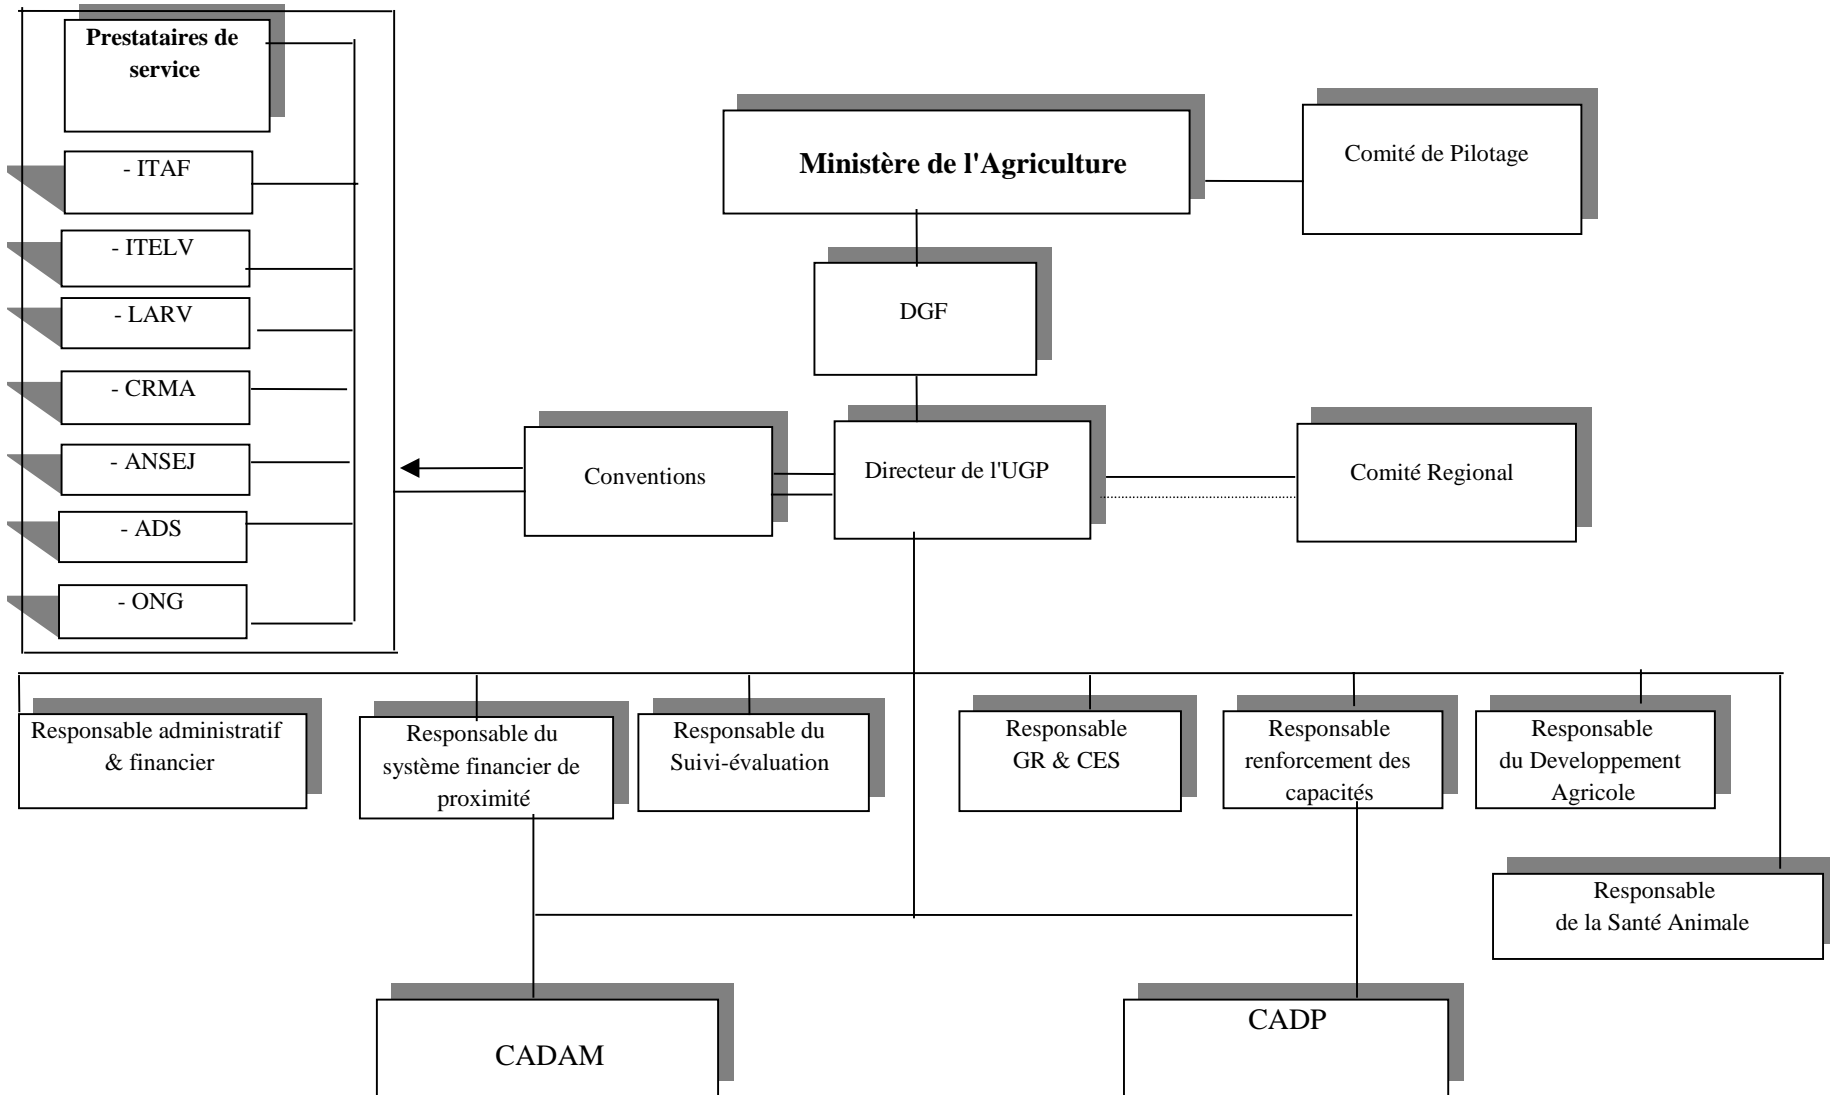 Prestataires de
service
- ITAF
- ITELV
- LARV
- CRMA
- ANSEJ
- ADS
- ONG
Ministère de l'Agriculture
Comité de Pilotage
DGF
Conventions
Directeur de l'UGP
Comité Regional
Responsable administratif
& financier
Responsable du
système financier de
proximité
Responsable du
Suivi-évaluation
Responsable
GR & CES
Responsable
renforcement des
capacités
Responsable
du Developpement
Agricole
Responsable
de la Santé Animale
CADAM
CADP